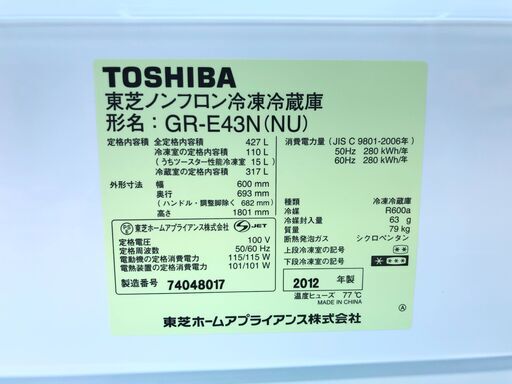 TOSHIBA
東芝ノンフロン冷凍冷蔵庫
形名：GR-E43N(NU)
定格内容積 全定格内容積 427 L
冷凍室の定格内容積 110 L
(うちツースター性能冷凍室 15 L)
冷蔵室の定格内容積 317 L
外形寸法 幅 600 mm
奥行 693 mm
(ハンドル・調整脚除く 682 mm)
高さ 1801 mm
東芝ホームアプライアンス株式会社 JET
定格電圧 100 V
定格周波数 50/60 Hz
電動機の定格消費電力 115/115 W
電熱装置の定格消費電力 101/101 W
製造番号 74048017
消費電力量(JIS C 9801-2006年)
50Hz 280 kWh/年
60Hz 280 kWh/年
種類 冷凍冷蔵庫
冷媒 R600a
冷媒封入量 63 g
質量 79 kg
断熱発泡ガス シクロペンタン
上段冷凍室の記号 **
下段冷凍室の記号 * ***
2012 年製
温度ヒューズ 77℃
MADE IN CHINA
Ⓐ
東芝ホームアプライアンス株式会社